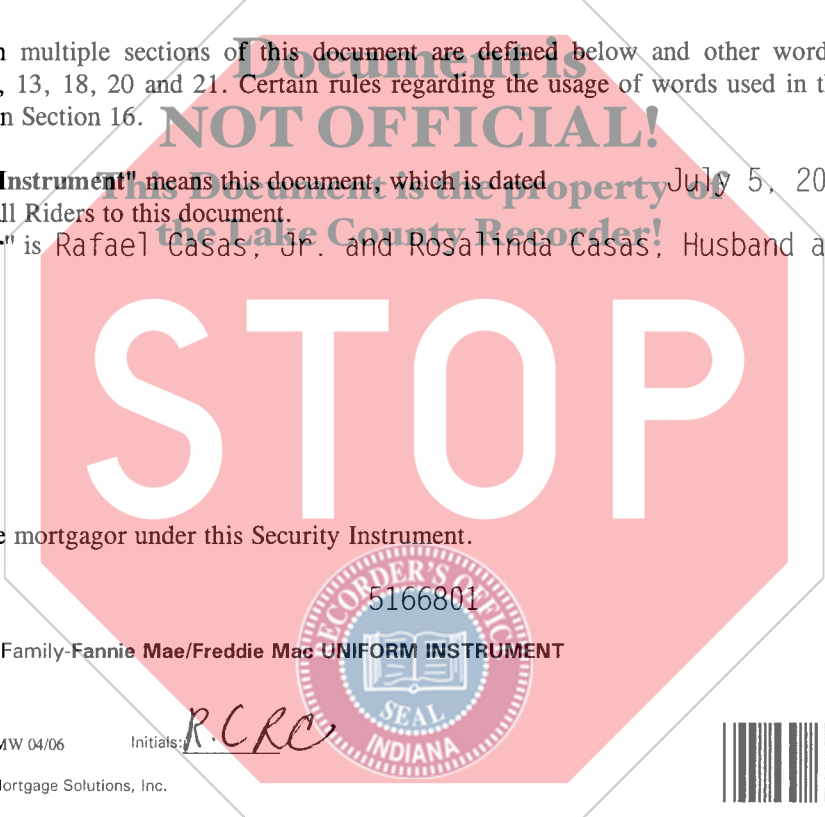 multiple sections of this document are defined below and other word
, 13, 18, 20 and 21. Certain rules regarding the usage of words used in t
n Section 16.
Document is
NOT OFFICIAL!
This Document is the property of
the Lake County Recorder!
Instrument" means this document, which is dated July 5, 20
ll Riders to this document.
" is Rafael Casas, Jr. and Rosalinda Casas, Husband a
STOP
e mortgagor under this Security Instrument.
5166801
RECORDER'S OFFICE
SEAL
INDIANA
Family-Fannie Mae/Freddie Mac UNIFORM INSTRUMENT
MW 04/06 Initials: R.C RC
Mortgage Solutions, Inc.